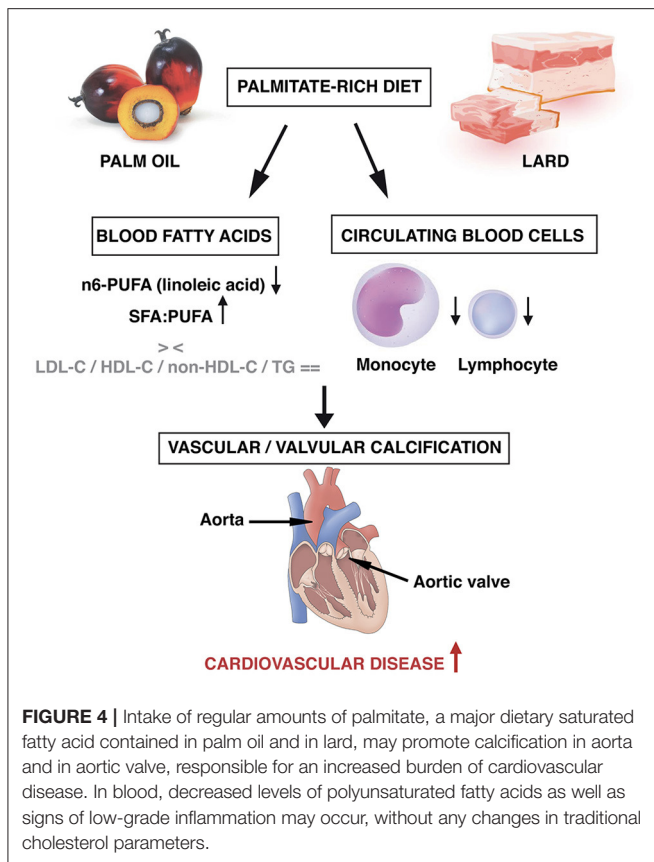 PALMITATE-RICH DIET
PALM OIL
LARD
BLOOD FATTY ACIDS
CIRCULATING BLOOD CELLS
n6-PUFA (linoleic acid) ↓
SFA:PUFA ↑
> <
LDL-C / HDL-C / non-HDL-C / TG ==
Monocyte ↓
Lymphocyte ↓
VASCULAR / VALVULAR CALCIFICATION
Aorta
Aortic valve
CARDIOVASCULAR DISEASE ↑
FIGURE 4 | Intake of regular amounts of palmitate, a major dietary saturated
fatty acid contained in palm oil and in lard, may promote calcification in aorta
and in aortic valve, responsible for an increased burden of cardiovascular
disease. In blood, decreased levels of polyunsaturated fatty acids as well as
signs of low-grade inflammation may occur, without any changes in traditional
cholesterol parameters.